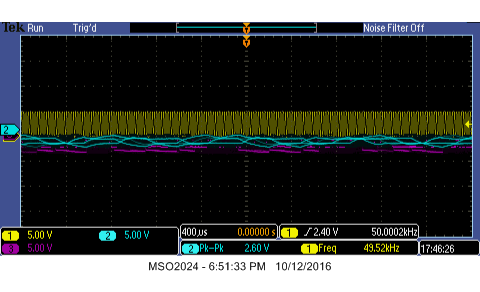 Tek Run Trig'd Noise Filter Off
2
1 5.00 V 2 5.00 V 400µs 0.00000 s 1 2.40 V 50.0002kHz
3 5.00 V 2 Pk-Pk 2.60 V 1 Freq 49.52kHz 17:46:26
MSO2024 - 6:51:33 PM 10/12/2016